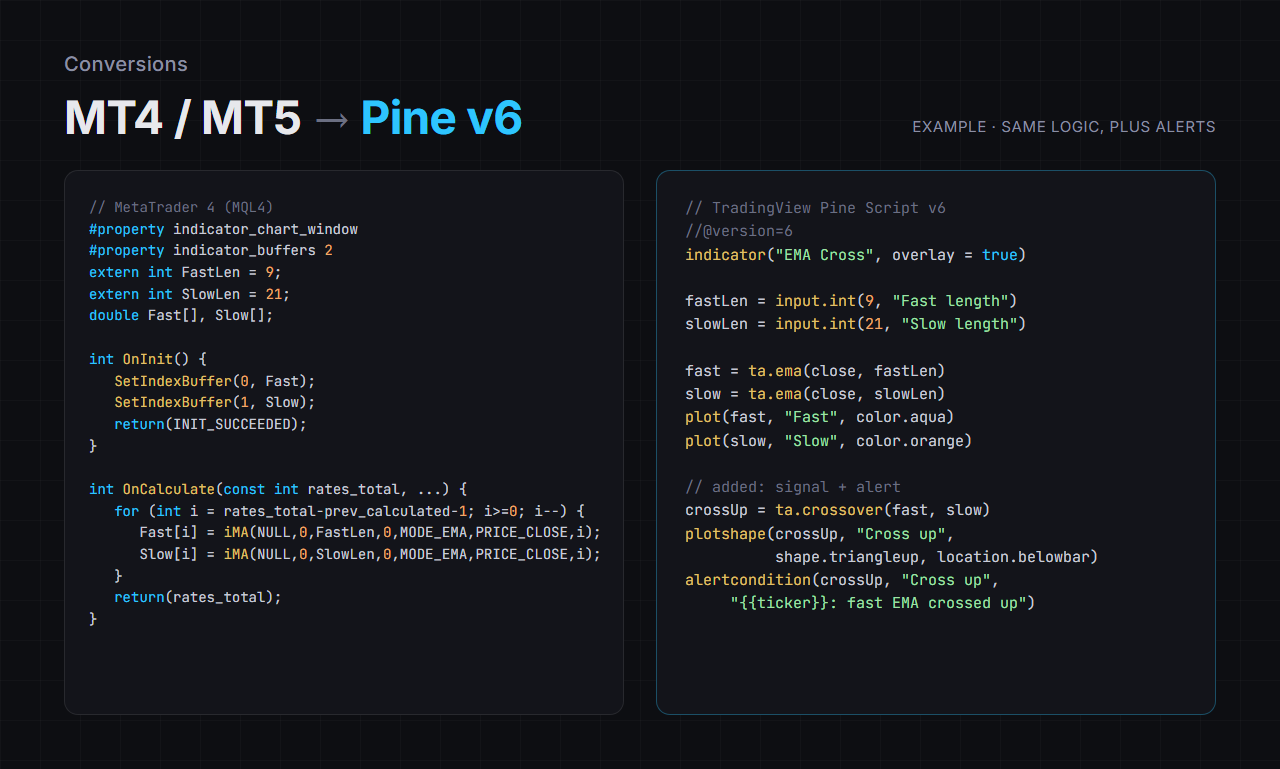 Conversions
MT4 / MT5 → Pine v6
EXAMPLE · SAME LOGIC, PLUS ALERTS
// MetaTrader 4 (MQL4)
#property indicator_chart_window
#property indicator_buffers 2
extern int FastLen = 9;
extern int SlowLen = 21;
double Fast[], Slow[];

int OnInit() {
   SetIndexBuffer(0, Fast);
   SetIndexBuffer(1, Slow);
   return(INIT_SUCCEEDED);
}

int OnCalculate(const int rates_total, ...) {
   for (int i = rates_total-prev_calculated-1; i>=0; i--) {
      Fast[i] = iMA(NULL,0,FastLen,0,MODE_EMA,PRICE_CLOSE,i);
      Slow[i] = iMA(NULL,0,SlowLen,0,MODE_EMA,PRICE_CLOSE,i);
   }
   return(rates_total);
}
// TradingView Pine Script v6
//@version=6
indicator("EMA Cross", overlay = true)

fastLen = input.int(9, "Fast length")
slowLen = input.int(21, "Slow length")

fast = ta.ema(close, fastLen)
slow = ta.ema(close, slowLen)
plot(fast, "Fast", color.aqua)
plot(slow, "Slow", color.orange)

// added: signal + alert
crossUp = ta.crossover(fast, slow)
plotshape(crossUp, "Cross up",
          shape.triangleup, location.belowbar)
alertcondition(crossUp, "Cross up",
     "{{ticker}}: fast EMA crossed up")